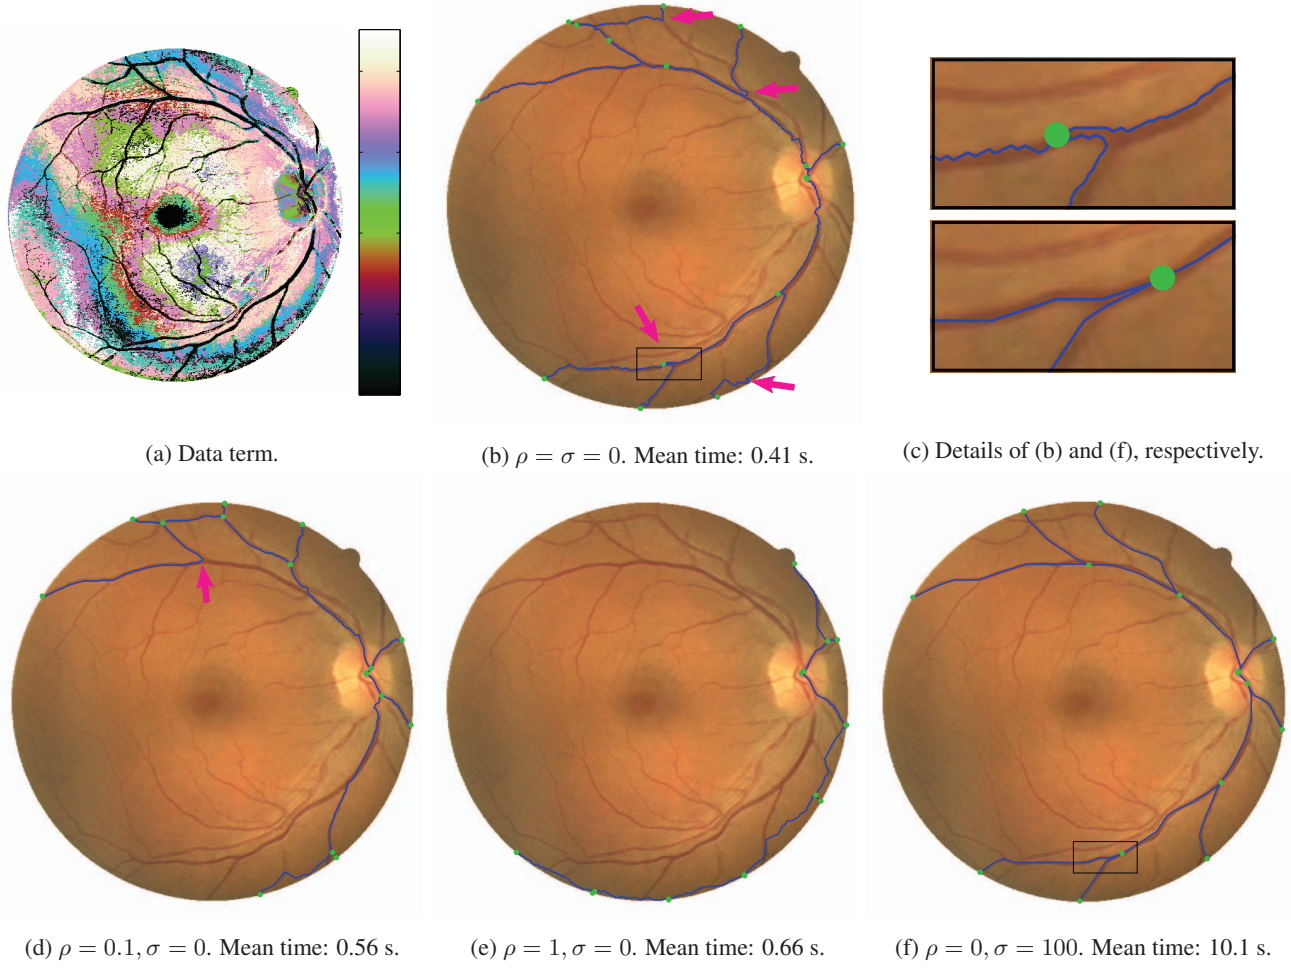 (a) Data term.
(b) ρ = σ = 0. Mean time: 0.41 s.
(c) Details of (b) and (f), respectively.
(d) ρ = 0.1, σ = 0. Mean time: 0.56 s.
(e) ρ = 1, σ = 0. Mean time: 0.66 s.
(f) ρ = 0, σ = 100. Mean time: 10.1 s.